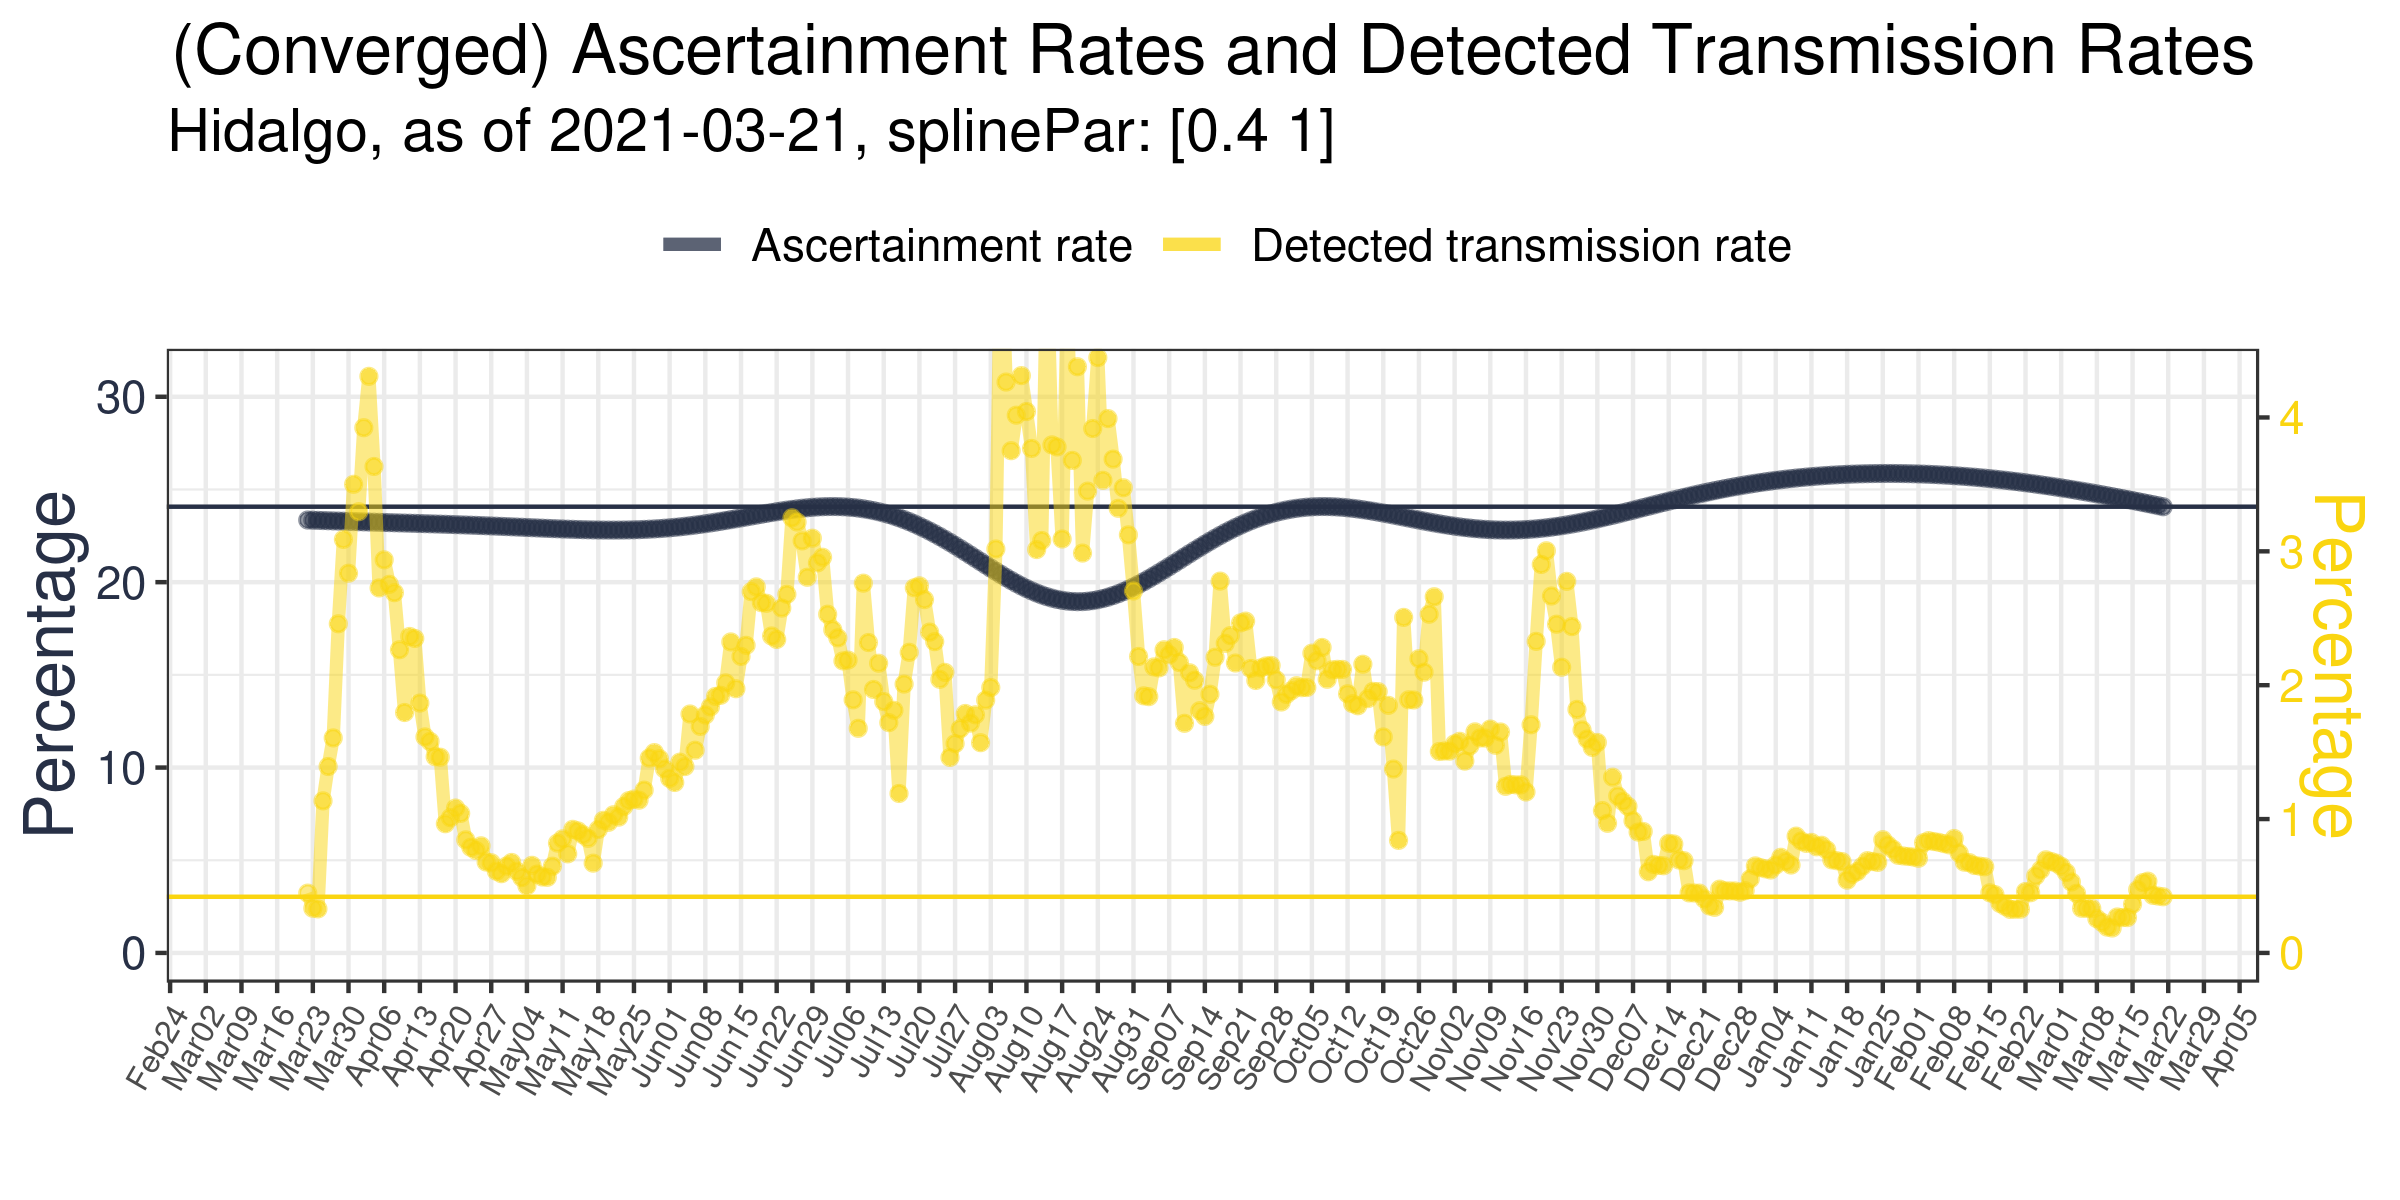 (Converged) Ascertainment Rates and Detected Transmission Rates
Hidalgo, as of 2021-03-21, splinePar: [0.4 1]
Ascertainment rate Detected transmission rate
Percentage
30
20
10
0
4
3
2
1
0
Percentage
Feb24 Mar02 Mar09 Mar16 Mar23 Mar30 Apr06 Apr13 Apr20 Apr27 May04 May11 May18 May25 Jun01 Jun08 Jun15 Jun22 Jun29 Jul06 Jul13 Jul20 Jul27 Aug03 Aug10 Aug17 Aug24 Aug31 Sep07 Sep14 Sep21 Sep28 Oct05 Oct12 Oct19 Oct26 Nov02 Nov09 Nov16 Nov23 Nov30 Dec07 Dec14 Dec21 Dec28 Jan04 Jan11 Jan18 Jan25 Feb01 Feb08 Feb15 Feb22 Mar01 Mar08 Mar15 Mar22 Mar29 Apr05